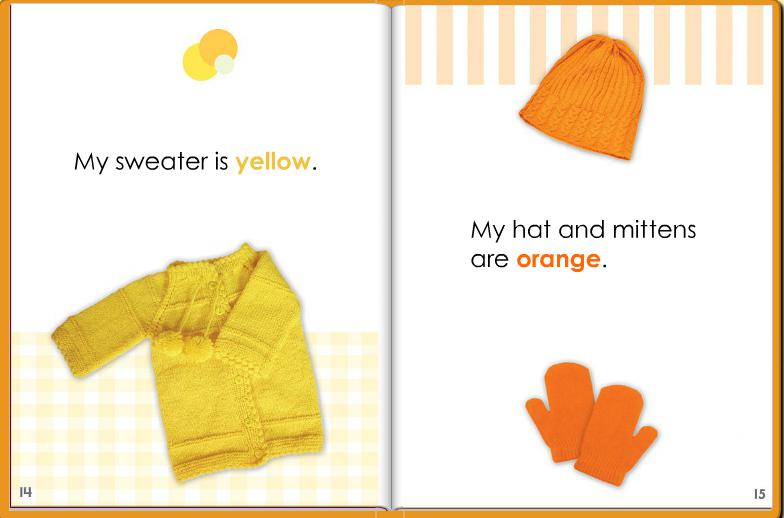 My sweater is yellow.
14
My hat and mittens
are orange.
15